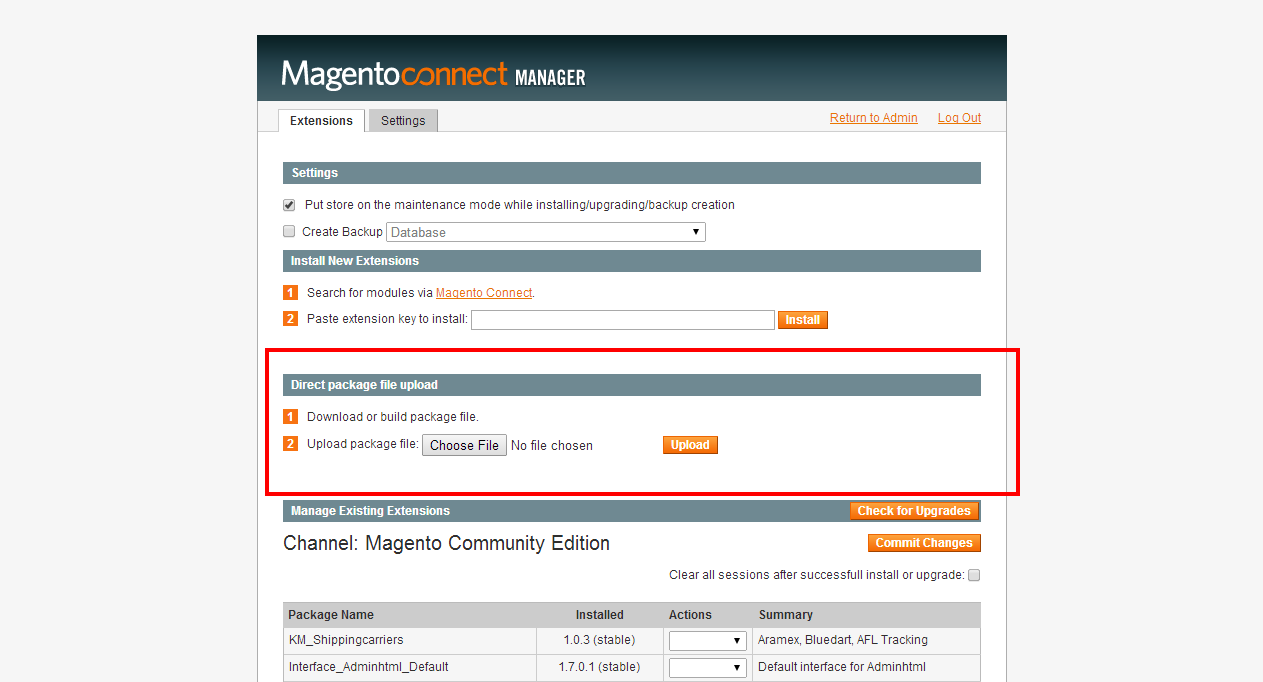 Magentoconnect MANAGER
Extensions Settings Return to Admin Log Out
Settings
Put store on the maintenance mode while installing/upgrading/backup creation
Create Backup Database
Install New Extensions
1 Search for modules via Magento Connect.
2 Paste extension key to install: Install
Direct package file upload
1 Download or build package file.
2 Upload package file: Choose File No file chosen Upload
Manage Existing Extensions Check for Upgrades
Channel: Magento Community Edition Commit Changes
Clear all sessions after successfull install or upgrade:
Package Name Installed Actions Summary
KM_Shippingcarriers 1.0.3 (stable) Aramex, Bluedart, AFL Tracking
Interface_Adminhtml_Default 1.7.0.1 (stable) Default interface for Adminhtml